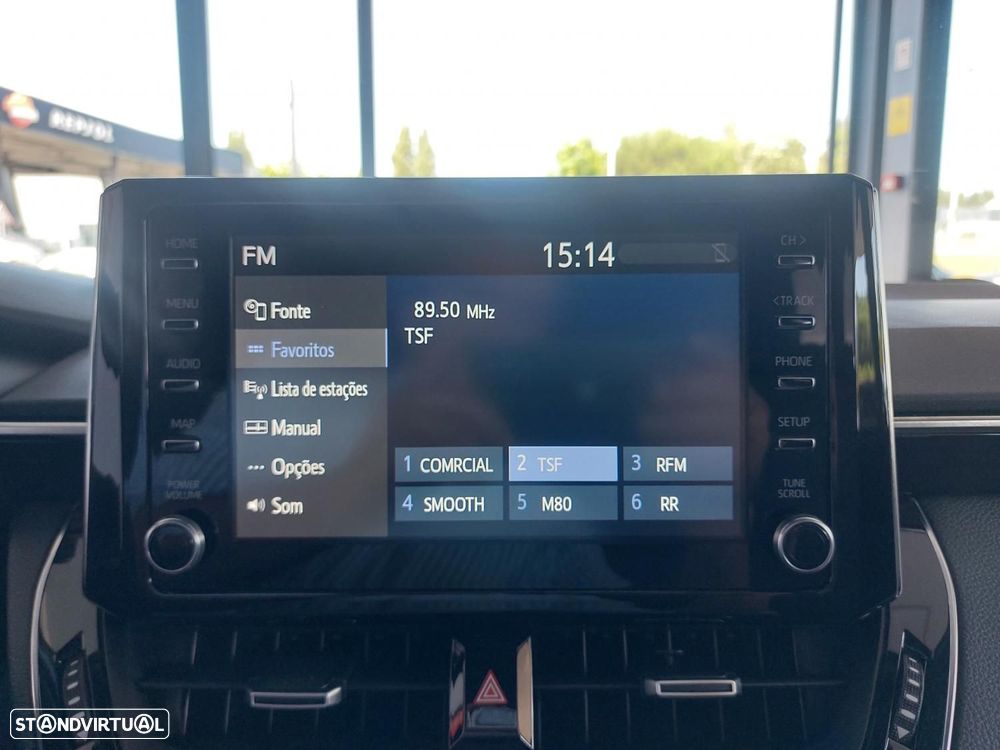 REPSOL
HOME
MENU
AUDIO
MAP
POWER
VOLUME
FM
15:14
Fonte
Favoritos
Lista de estações
Manual
Opções
Som
89.50 MHz
TSF
1 COMRCIAL
2 TSF
3 RFM
4 SMOOTH
5 M80
6 RR
CH >
< TRACK
PHONE
SETUP
TUNE
SCROLL
STANDVIRTUAL